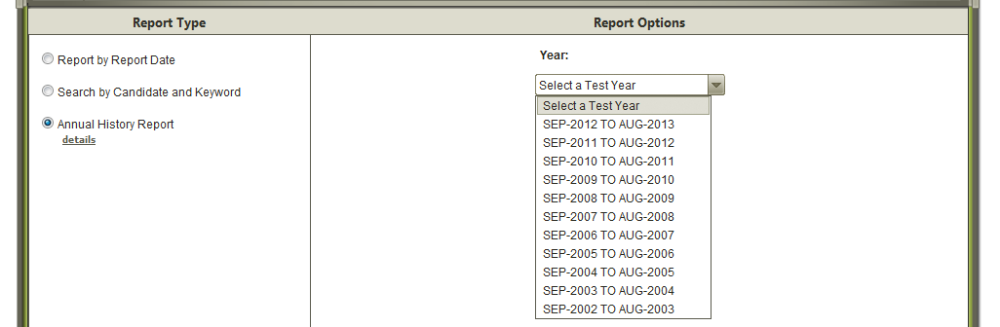 Report Type
Report Options
Report by Report Date
Search by Candidate and Keyword
Annual History Report
details
Year:
Select a Test Year
Select a Test Year
SEP-2012 TO AUG-2013
SEP-2011 TO AUG-2012
SEP-2010 TO AUG-2011
SEP-2009 TO AUG-2010
SEP-2008 TO AUG-2009
SEP-2007 TO AUG-2008
SEP-2006 TO AUG-2007
SEP-2005 TO AUG-2006
SEP-2004 TO AUG-2005
SEP-2003 TO AUG-2004
SEP-2002 TO AUG-2003